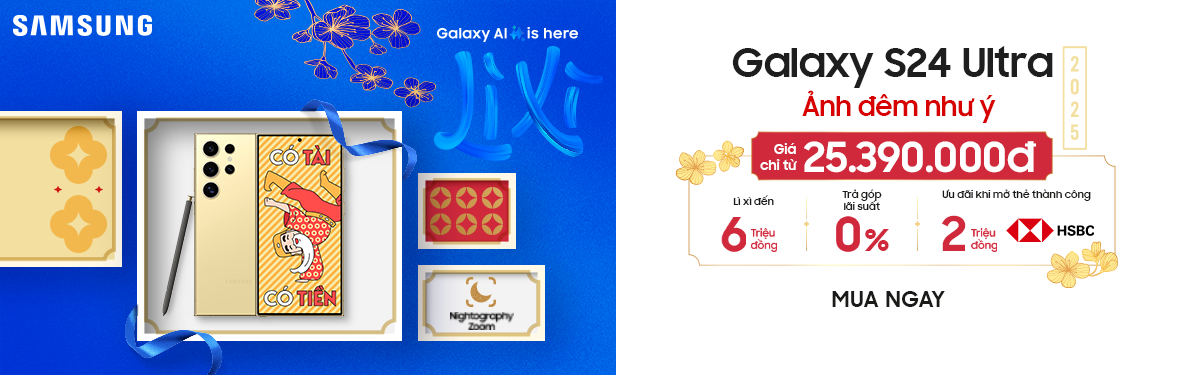 SAMSUNG
Galaxy AI is here
LìXì
CÓ TÀI
CÓ TIỀN
Nightography
Zoom
Galaxy S24 Ultra
2025
Ảnh đêm như ý
Giá
chỉ từ
25.390.000đ
Lì xì đến
6 Triệu
đồng
Trả góp
lãi suất
0%
Ưu đãi khi mở thẻ thành công
2 Triệu
đồng
HSBC
MUA NGAY